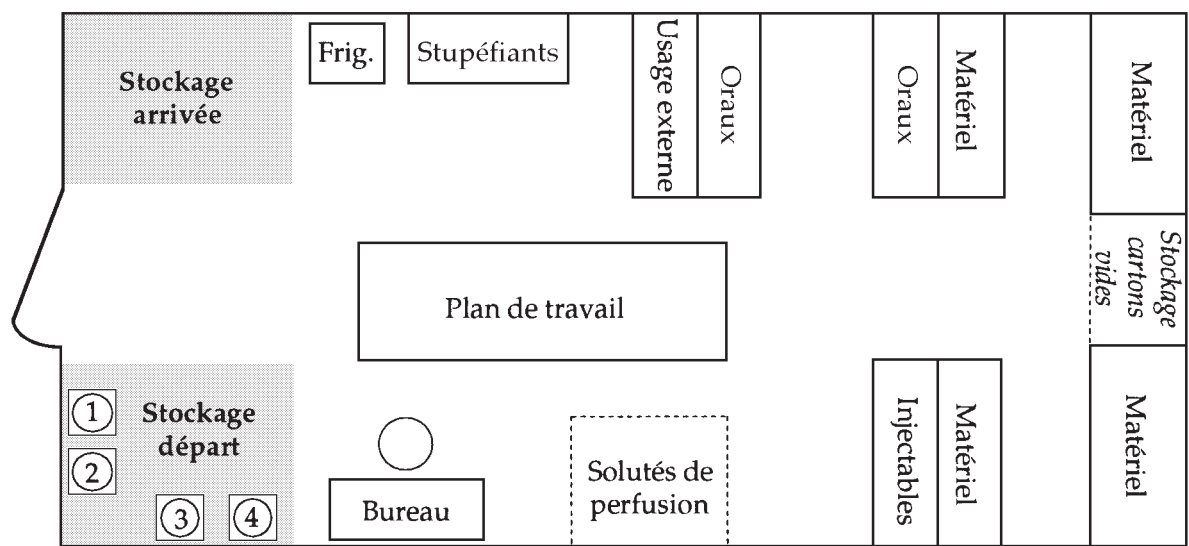 Stockage
arrivée
Frig.
Stupéfiants
Usage externe
Oraux
Oraux
Matériel
Matériel
Stockage
cartons
vides
Plan de travail
1
2
3
4
Stockage
départ
Bureau
Solutés de
perfusion
Injectables
Matériel
Matériel